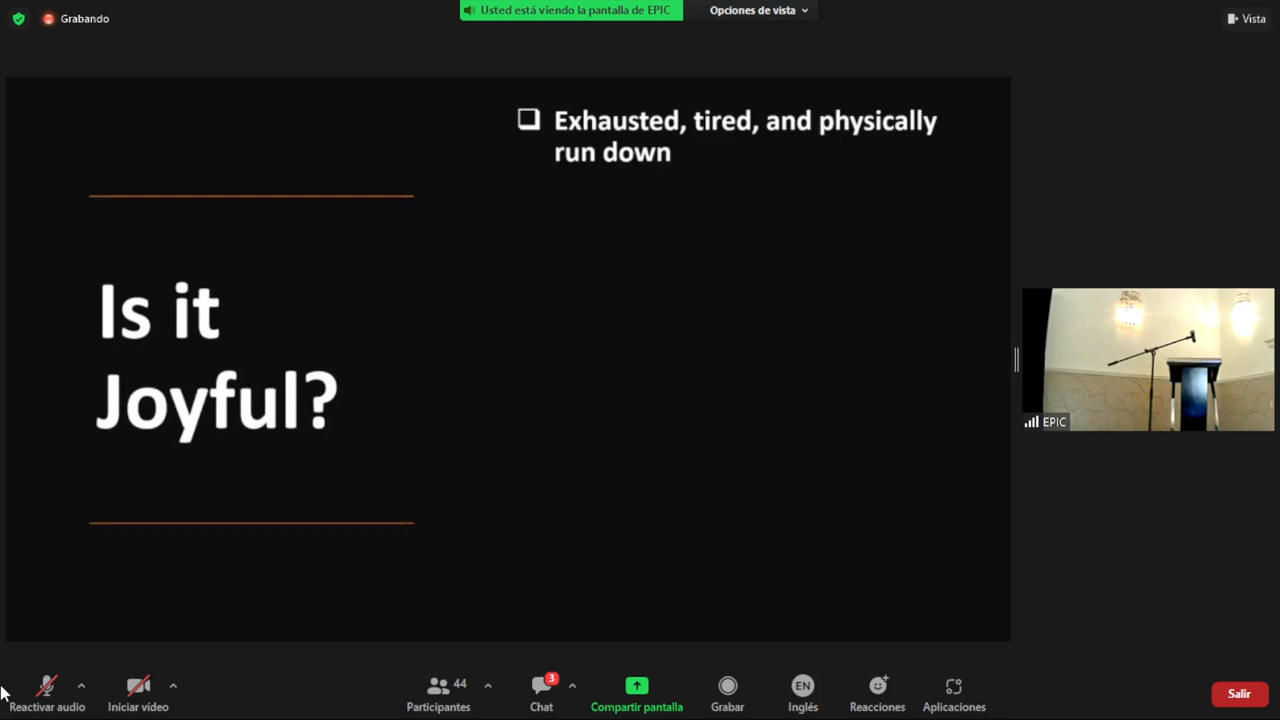 Grabando
Usted está viendo la pantalla de EPIC
Opciones de vista
Vista
Exhausted, tired, and physically
run down
Is it
Joyful?
EPIC
Reactivar audio
Iniciar vídeo
44
Participantes
3
Chat
Compartir pantalla
Grabar
EN
Inglés
Reacciones
Aplicaciones
Salir